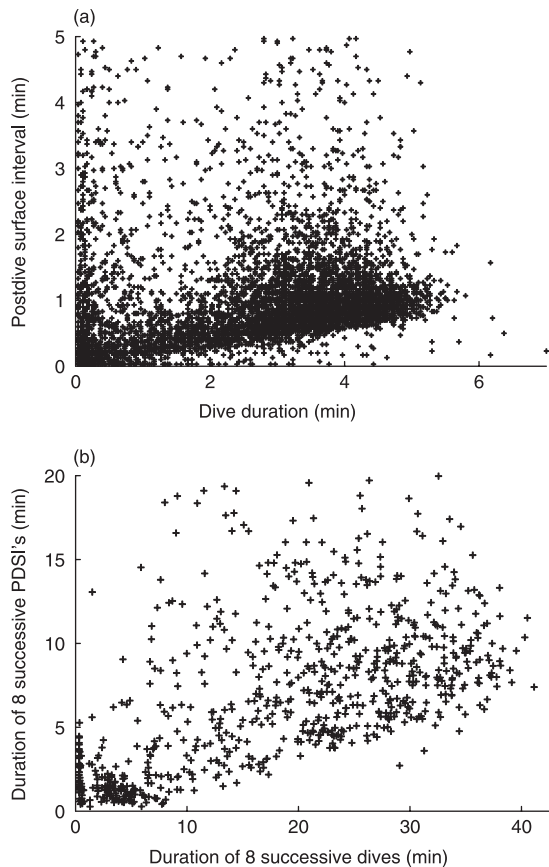 (a)
Postdive surface interval (min)
5
4
3
2
1
0
0 2 4 6
Dive duration (min)
(b)
Duration of 8 successive PDSI's (min)
20
15
10
5
0
0 10 20 30 40
Duration of 8 successive dives (min)